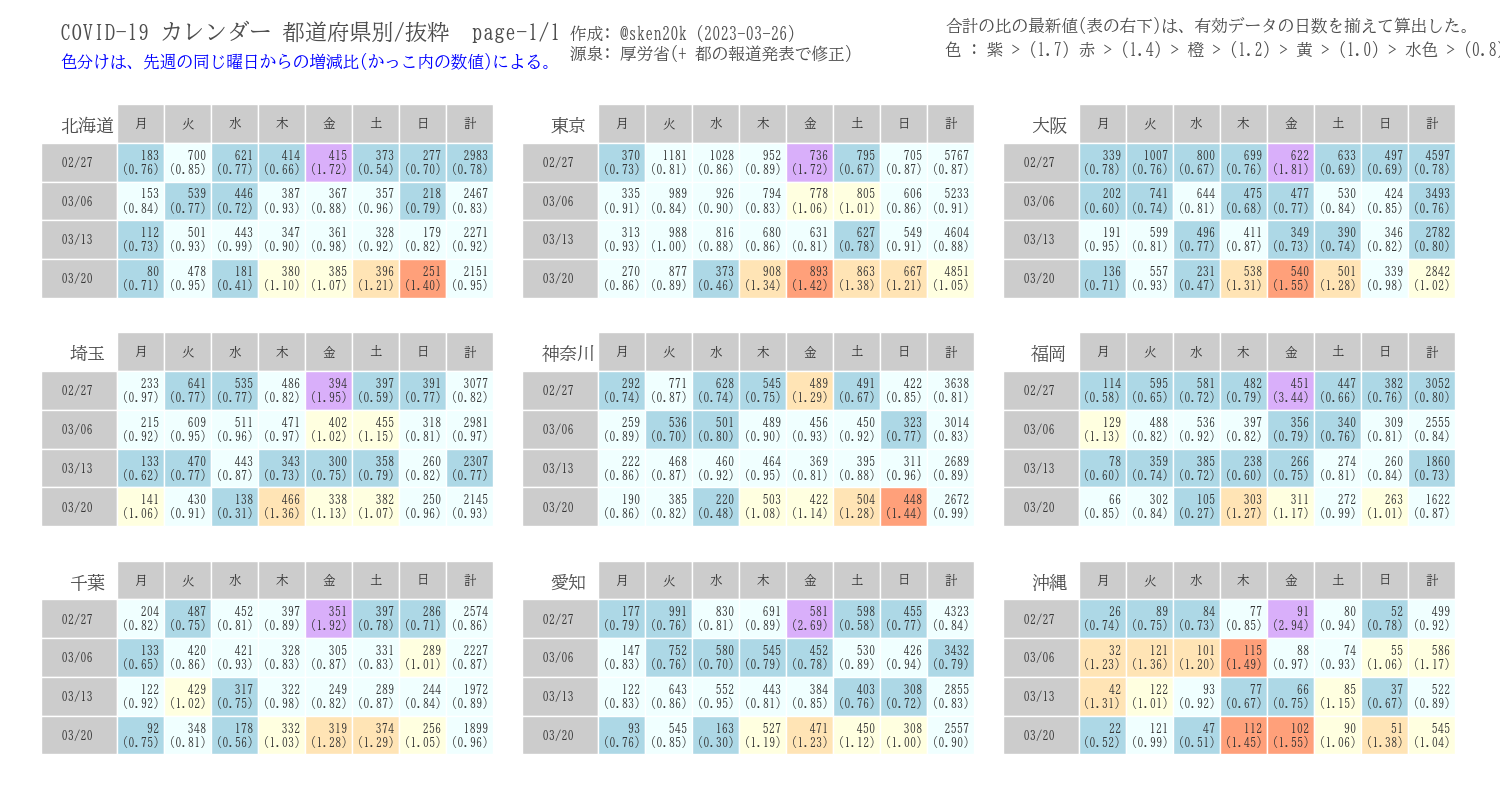 COVID-19 カレンダー 都道府県別/抜粋 page-1/1
色分けは、先週の同じ曜日からの増減比(かっこ内の数値)による。
作成: @sken20k (2023-03-26)
源泉: 厚労省(+ 都の報道発表で修正)
合計の比の最新値(表の右下)は、有効データの日数を揃えて算出した。
色 : 紫 > (1.7) 赤 > (1.4) 橙 > (1.2) 黄 > (1.0) 水色 > (0.8)
北海道 月 火 水 木 金 土 日 計
02/27 183 700 621 414 415 373 277 2983
(0.76) (0.85) (0.77) (0.66) (1.72) (0.54) (0.70) (0.78)
03/06 153 539 446 387 367 357 218 2467
(0.84) (0.77) (0.72) (0.93) (0.88) (0.96) (0.79) (0.83)
03/13 112 501 443 347 361 328 179 2271
(0.73) (0.93) (0.99) (0.90) (0.98) (0.92) (0.82) (0.92)
03/20 80 478 181 380 385 396 251 2151
(0.71) (0.95) (0.41) (1.10) (1.07) (1.21) (1.40) (0.95)
東京 月 火 水 木 金 土 日 計
02/27 370 1181 1028 952 736 795 705 5767
(0.73) (0.81) (0.86) (0.89) (1.72) (0.67) (0.87) (0.87)
03/06 335 989 926 794 778 805 606 5233
(0.91) (0.84) (0.90) (0.83) (1.06) (1.01) (0.86) (0.91)
03/13 313 988 816 680 631 627 549 4604
(0.93) (1.00) (0.88) (0.86) (0.81) (0.78) (0.91) (0.88)
03/20 270 877 373 908 893 863 667 4851
(0.86) (0.89) (0.46) (1.34) (1.42) (1.38) (1.21) (1.05)
大阪 月 火 水 木 金 土 日 計
02/27 339 1007 800 699 622 633 497 4597
(0.78) (0.76) (0.67) (0.76) (1.81) (0.69) (0.69) (0.78)
03/06 202 741 644 475 477 530 424 3493
(0.60) (0.74) (0.81) (0.68) (0.77) (0.84) (0.85) (0.76)
03/13 191 599 496 411 349 390 346 2782
(0.95) (0.81) (0.77) (0.87) (0.73) (0.74) (0.82) (0.80)
03/20 136 557 231 538 540 501 339 2842
(0.71) (0.93) (0.47) (1.31) (1.55) (1.28) (0.98) (1.02)
埼玉 月 火 水 木 金 土 日 計
02/27 233 641 535 486 394 397 391 3077
(0.97) (0.77) (0.77) (0.82) (1.95) (0.59) (0.77) (0.82)
03/06 215 609 511 471 402 455 318 2981
(0.92) (0.95) (0.96) (0.97) (1.02) (1.15) (0.81) (0.97)
03/13 133 470 443 343 300 358 260 2307
(0.62) (0.77) (0.87) (0.73) (0.75) (0.79) (0.82) (0.77)
03/20 141 430 138 466 338 382 250 2145
(1.06) (0.91) (0.31) (1.36) (1.13) (1.07) (0.96) (0.93)
神奈川 月 火 水 木 金 土 日 計
02/27 292 771 628 545 489 491 422 3638
(0.74) (0.87) (0.74) (0.75) (1.29) (0.67) (0.85) (0.81)
03/06 259 536 501 489 456 450 323 3014
(0.89) (0.70) (0.80) (0.90) (0.93) (0.92) (0.77) (0.83)
03/13 222 468 460 464 369 395 311 2689
(0.86) (0.87) (0.92) (0.95) (0.81) (0.88) (0.96) (0.89)
03/20 190 385 220 503 422 504 448 2672
(0.86) (0.82) (0.48) (1.08) (1.14) (1.28) (1.44) (0.99)
福岡 月 火 水 木 金 土 日 計
02/27 114 595 581 482 451 447 382 3052
(0.58) (0.65) (0.72) (0.79) (3.44) (0.66) (0.76) (0.80)
03/06 129 488 536 397 356 340 309 2555
(1.13) (0.82) (0.92) (0.82) (0.79) (0.76) (0.81) (0.84)
03/13 78 359 385 238 266 274 260 1860
(0.60) (0.74) (0.72) (0.60) (0.75) (0.81) (0.84) (0.73)
03/20 66 302 105 303 311 272 263 1622
(0.85) (0.84) (0.27) (1.27) (1.17) (0.99) (1.01) (0.87)
千葉 月 火 水 木 金 土 日 計
02/27 204 487 452 397 351 397 286 2574
(0.82) (0.75) (0.81) (0.89) (1.92) (0.78) (0.71) (0.86)
03/06 133 420 421 328 305 331 289 2227
(0.65) (0.86) (0.93) (0.83) (0.87) (0.83) (1.01) (0.87)
03/13 122 429 317 322 249 289 244 1972
(0.92) (1.02) (0.75) (0.98) (0.82) (0.87) (0.84) (0.89)
03/20 92 348 178 332 319 374 256 1899
(0.75) (0.81) (0.56) (1.03) (1.28) (1.29) (1.05) (0.96)
愛知 月 火 水 木 金 土 日 計
02/27 177 991 830 691 581 598 455 4323
(0.79) (0.76) (0.81) (0.89) (2.69) (0.58) (0.77) (0.84)
03/06 147 752 580 545 452 530 426 3432
(0.83) (0.76) (0.70) (0.79) (0.78) (0.89) (0.94) (0.79)
03/13 122 643 552 443 384 403 308 2855
(0.83) (0.86) (0.95) (0.81) (0.85) (0.76) (0.72) (0.83)
03/20 93 545 163 527 471 450 308 2557
(0.76) (0.85) (0.30) (1.19) (1.23) (1.12) (1.00) (0.90)
沖縄 月 火 水 木 金 土 日 計
02/27 26 89 84 77 91 80 52 499
(0.74) (0.75) (0.73) (0.85) (2.94) (0.94) (0.78) (0.92)
03/06 32 121 101 115 88 74 55 586
(1.23) (1.36) (1.20) (1.49) (0.97) (0.93) (1.06) (1.17)
03/13 42 122 93 77 66 85 37 522
(1.31) (1.01) (0.92) (0.67) (0.75) (1.15) (0.67) (0.89)
03/20 22 121 47 112 102 90 51 545
(0.52) (0.99) (0.51) (1.45) (1.55) (1.06) (1.38) (1.04)